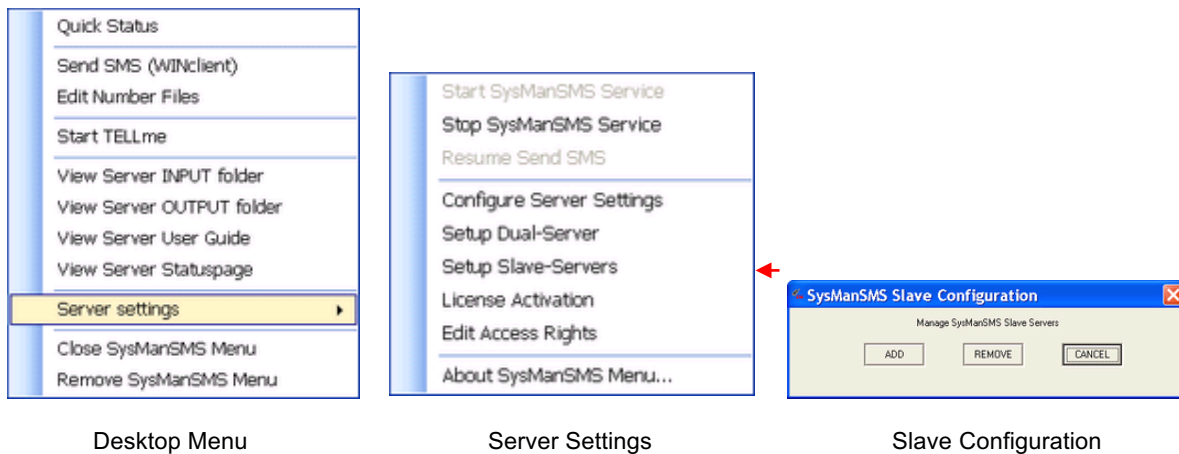 Quick Status
Send SMS (WINclient)
Edit Number Files
Start TELLme
View Server INPUT folder
View Server OUTPUT folder
View Server User Guide
View Server Statuspage
Server settings
Close SysManSMS Menu
Remove SysManSMS Menu
Desktop Menu
Start SysManSMS Service
Stop SysManSMS Service
Resume Send SMS
Configure Server Settings
Setup Dual-Server
Setup Slave-Servers
License Activation
Edit Access Rights
About SysManSMS Menu...
Server Settings
SysManSMS Slave Configuration
Manage SysManSMS Slave Servers
ADD REMOVE CANCEL
Slave Configuration